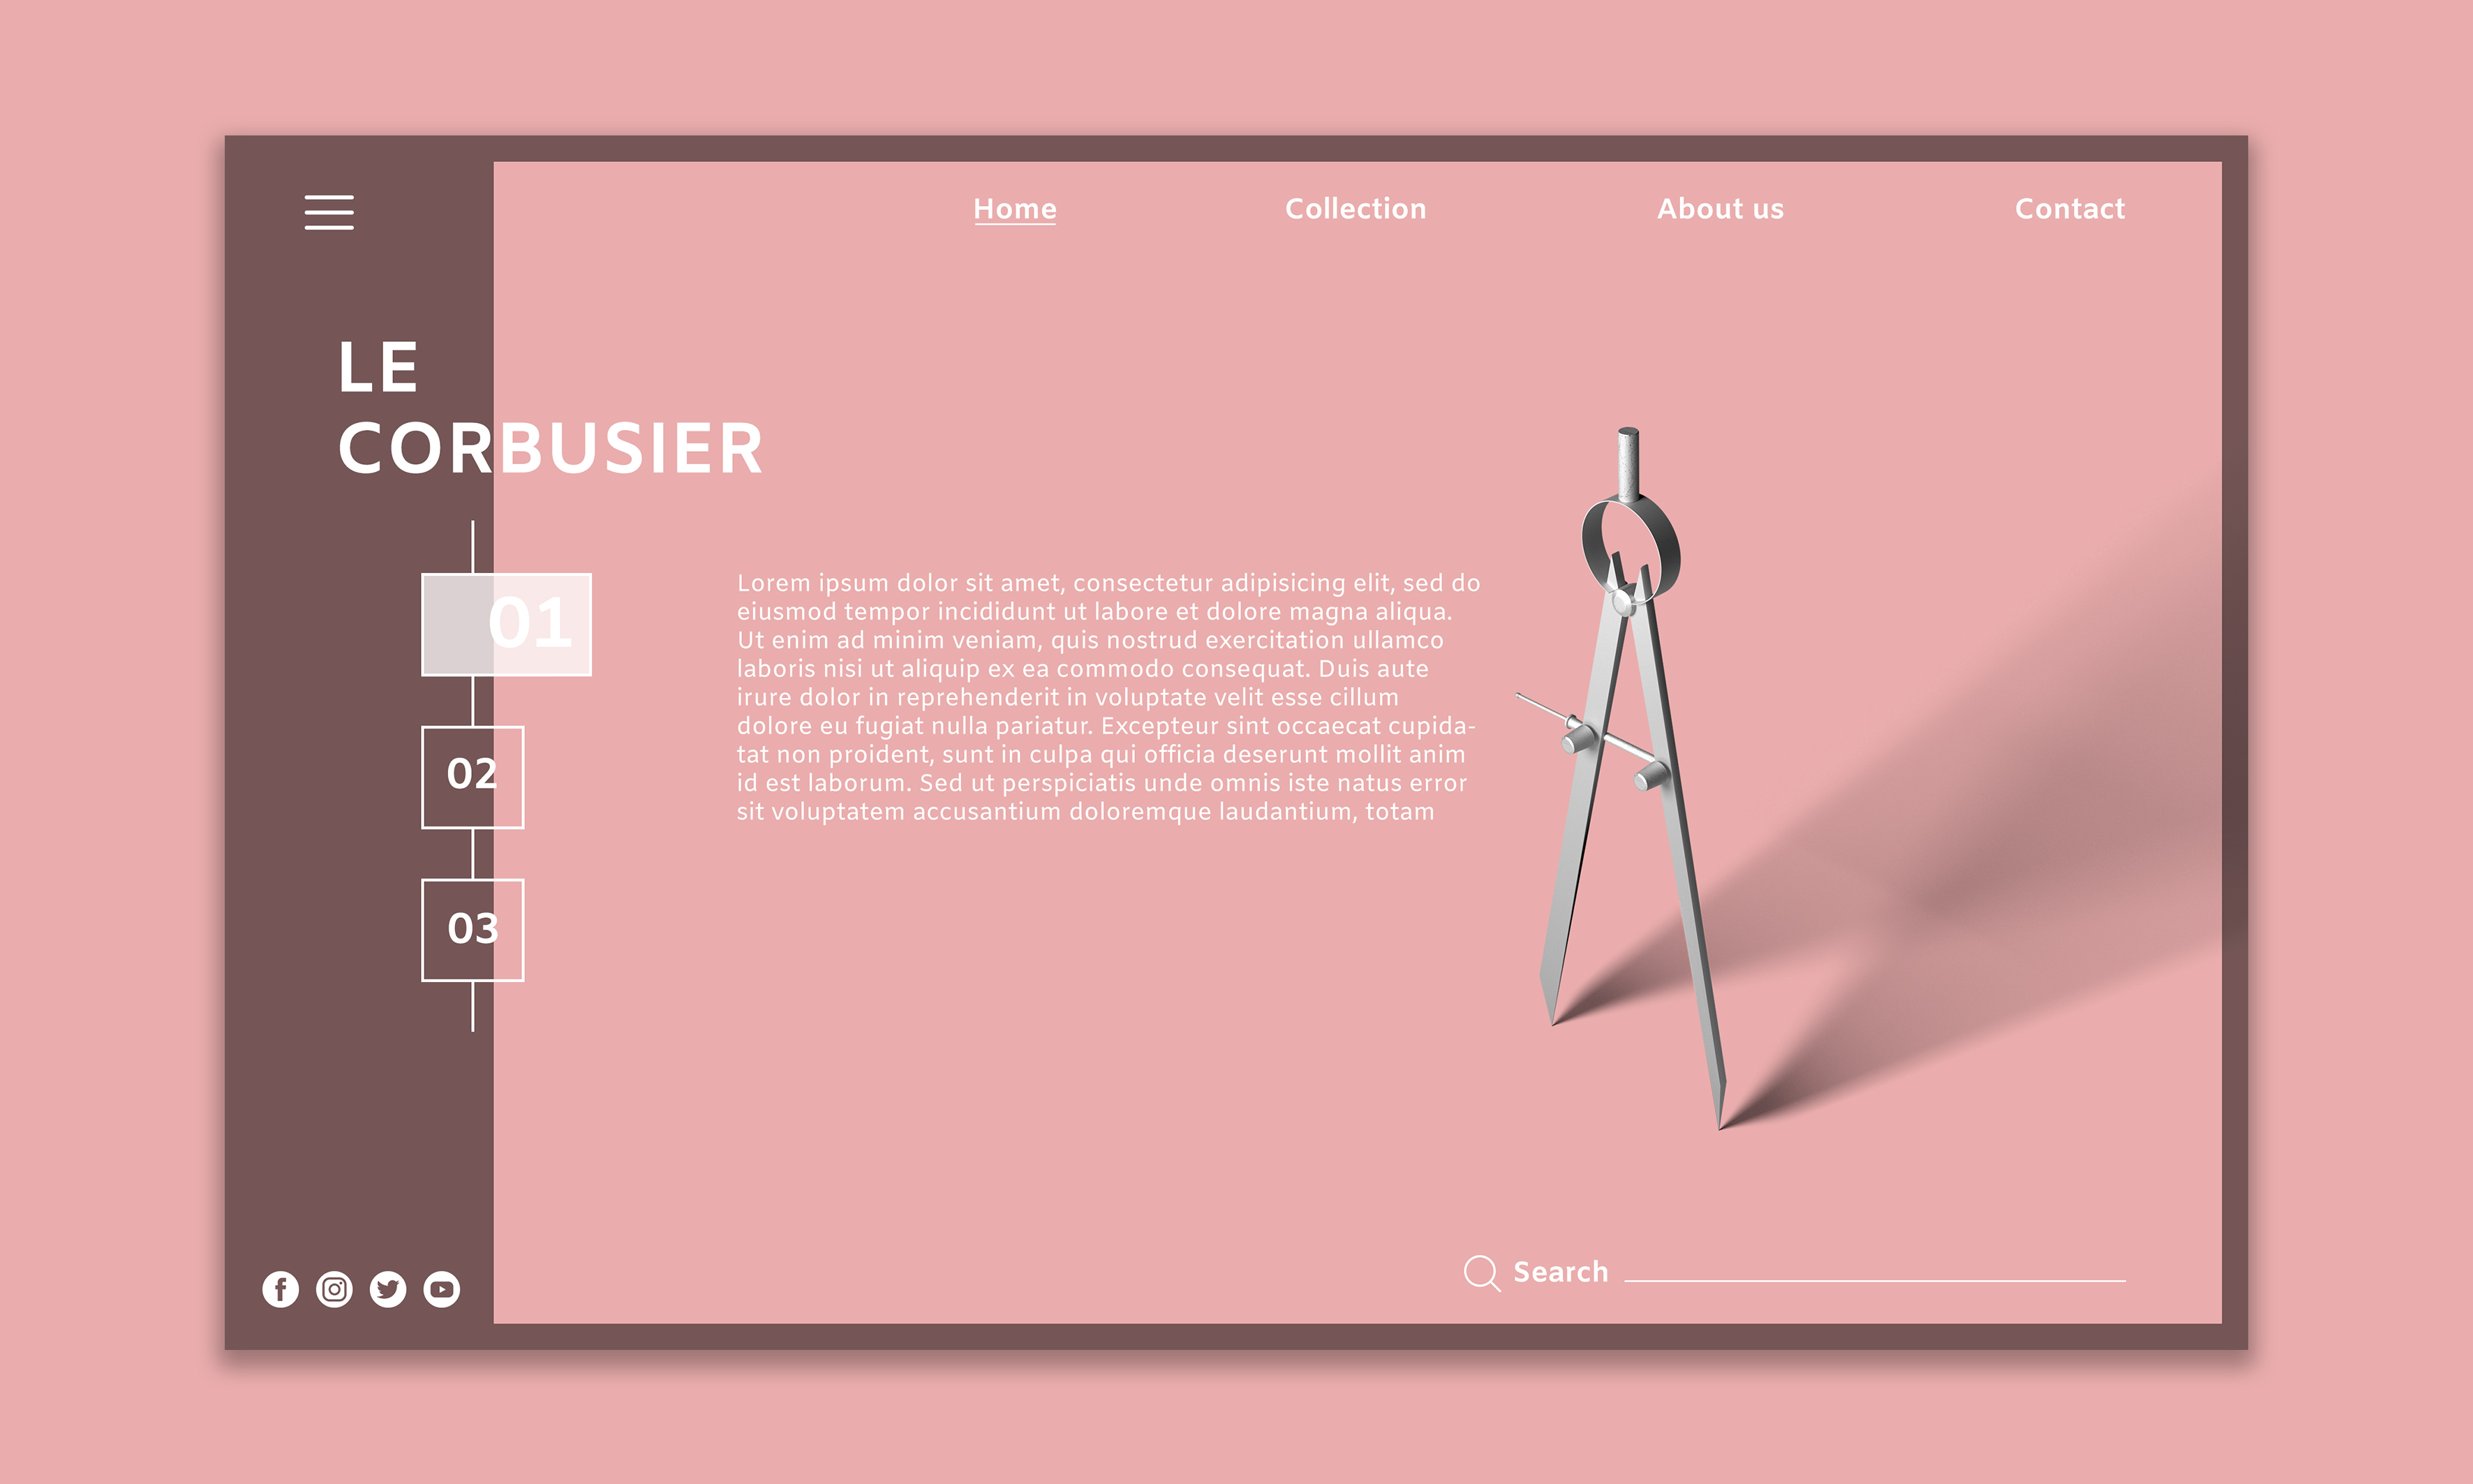 Home Collection About us Contact
LE
CORBUSIER
01
02
03
Lorem ipsum dolor sit amet, consectetur adipisicing elit, sed do
eiusmod tempor incididunt ut labore et dolore magna aliqua.
Ut enim ad minim veniam, quis nostrud exercitation ullamco
laboris nisi ut aliquip ex ea commodo consequat. Duis aute
irure dolor in reprehenderit in voluptate velit esse cillum
dolore eu fugiat nulla pariatur. Excepteur sint occaecat cupida-
tat non proident, sunt in culpa qui officia deserunt mollit anim
id est laborum. Sed ut perspiciatis unde omnis iste natus error
sit voluptatem accusantium doloremque laudantium, totam
Search